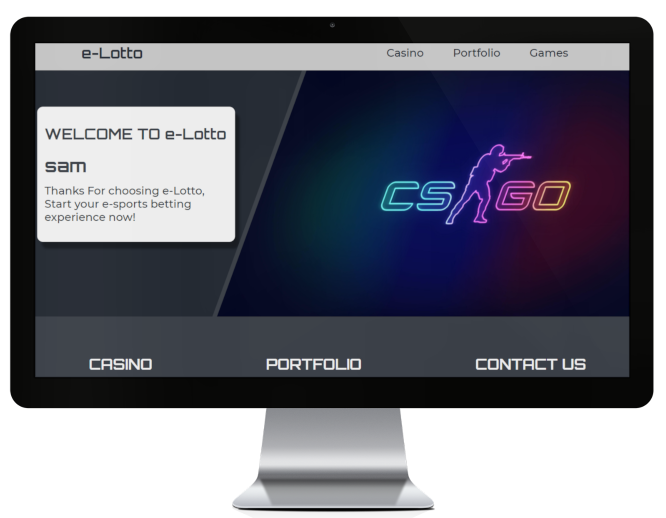 e-Lotto Casino Portfolio Games
WELCOME TO e-Lotto
sam
Thanks For choosing e-Lotto,
Start your e-sports betting
experience now!
CS GO
CASINO PORTFOLIO CONTACT US